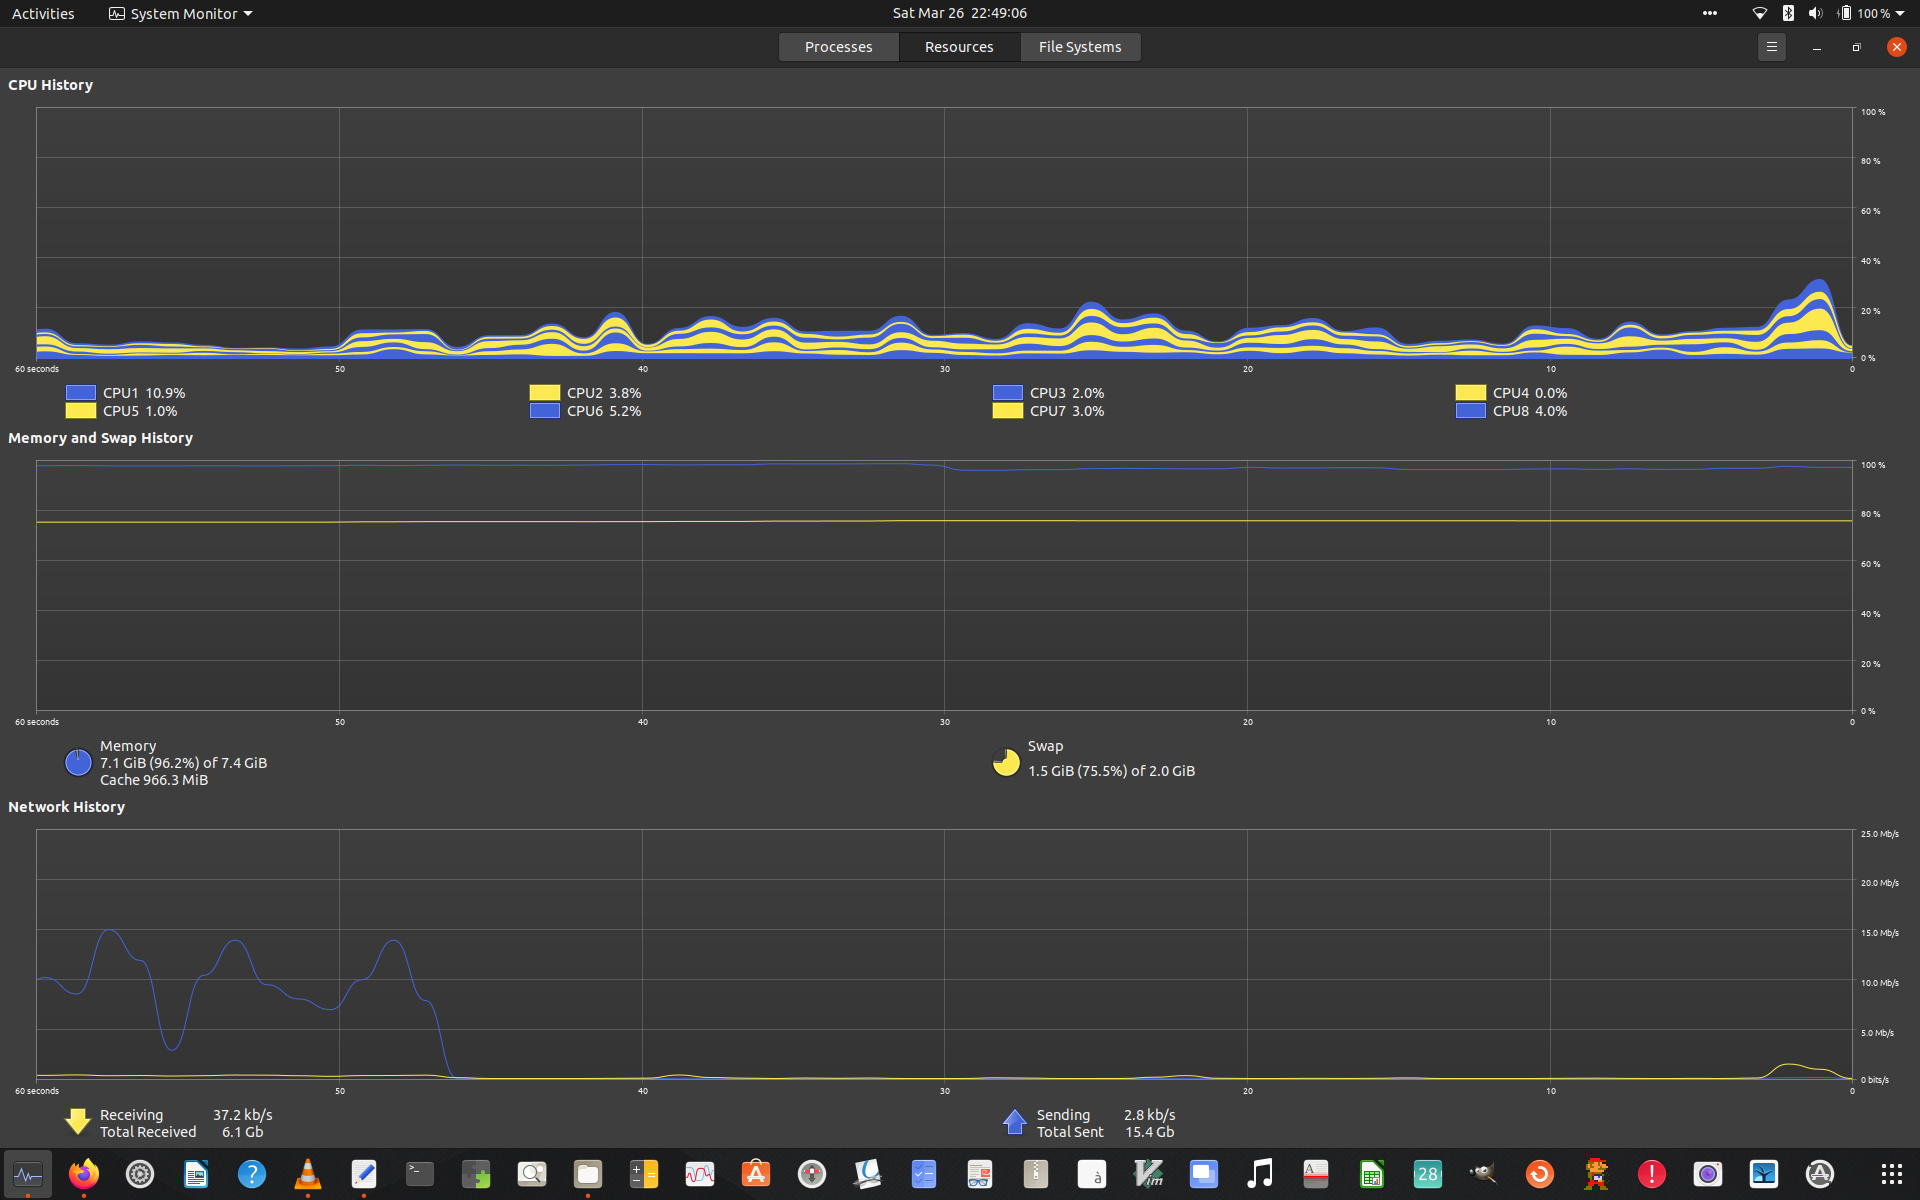 Activities System Monitor Sat Mar 26 22:49:06 100 %
Processes Resources File Systems
CPU History
100 %
80 %
60 %
40 %
20 %
0 %
60 seconds 50 40 30 20 10 0
CPU1 10.9% CPU2 3.8% CPU3 2.0% CPU4 0.0%
CPU5 1.0% CPU6 5.2% CPU7 3.0% CPU8 4.0%
Memory and Swap History
100 %
80 %
60 %
40 %
20 %
0 %
60 seconds 50 40 30 20 10 0
Memory Swap
7.1 GiB (96.2%) of 7.4 GiB 1.5 GiB (75.5%) of 2.0 GiB
Cache 966.3 MiB
Network History
25.0 Mb/s
20.0 Mb/s
15.0 Mb/s
10.0 Mb/s
5.0 Mb/s
0 bits/s
60 seconds 50 40 30 20 10 0
Receiving 37.2 kb/s Sending 2.8 kb/s
Total Received 6.1 Gb Total Sent 15.4 Gb
? >_ A à Vim A 28 !